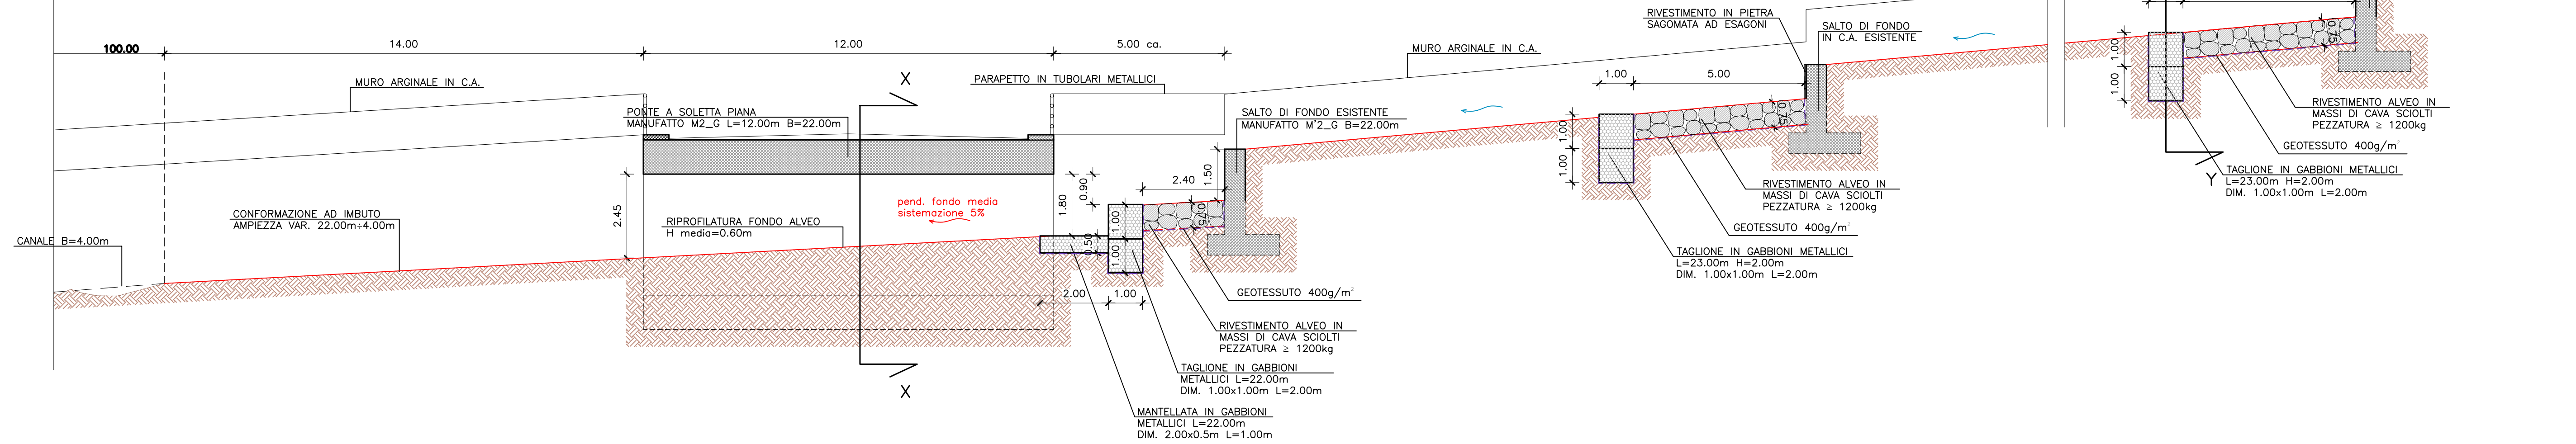 100.00
14.00
12.00
5.00 ca.
MURO ARGINALE IN C.A.
PONTE A SOLETTA PIANA
MANUFATTO M2_G L=12.00m B=22.00m
X
PARAPETTO IN TUBOLARI METALLICI
MURO ARGINALE IN C.A.
SALTO DI FONDO ESISTENTE
MANUFATTO M'2_G B=22.00m
RIVESTIMENTO IN PIETRA
SAGOMATA AD ESAGONI
SALTO DI FONDO
IN C.A. ESISTENTE
CANALE B=4.00m
CONFORMAZIONE AD IMBUTO
AMPIEZZA VAR. 22.00m÷4.00m
2.45
RIPROFILATURA FONDO ALVEO
H media=0.60m
pend. fondo media
sistemazione 5%
1.80
0.90
0.50
1.00
1.00
2.40
0.75
1.50
2.00
1.00
X
GEOTESSUTO 400g/m²
RIVESTIMENTO ALVEO IN
MASSI DI CAVA SCIOLTI
PEZZATURA ≥ 1200kg
TAGLIONE IN GABBIONI
METALLICI L=22.00m
DIM. 1.00x1.00m L=2.00m
MANTELLATA IN GABBIONI
METALLICI L=22.00m
DIM. 2.00x0.5m L=1.00m
1.00
5.00
1.00
1.00
0.75
RIVESTIMENTO ALVEO IN
MASSI DI CAVA SCIOLTI
PEZZATURA ≥ 1200kg
GEOTESSUTO 400g/m²
TAGLIONE IN GABBIONI METALLICI
L=23.00m H=2.00m
DIM. 1.00x1.00m L=2.00m
1.00
1.00
0.75
RIVESTIMENTO ALVEO IN
MASSI DI CAVA SCIOLTI
PEZZATURA ≥ 1200kg
GEOTESSUTO 400g/m²
TAGLIONE IN GABBIONI METALLICI
L=23.00m H=2.00m
DIM. 1.00x1.00m L=2.00m
Y